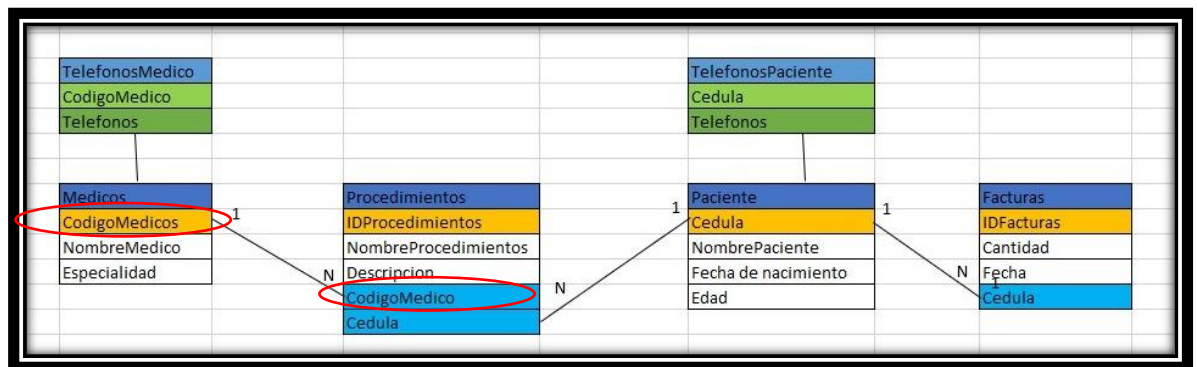 TelefonosMedico
CodigoMedico
Telefonos
TelefonosPaciente
Cedula
Telefonos
Medicos
CodigoMedicos
NombreMedico
Especialidad
1
N
Procedimientos
IDProcedimientos
NombreProcedimientos
Descripcion
CodigoMedico
Cedula
N
1
Paciente
Cedula
NombrePaciente
Fecha de nacimiento
Edad
1
N
Facturas
IDFacturas
Cantidad
Fecha
1
Cedula